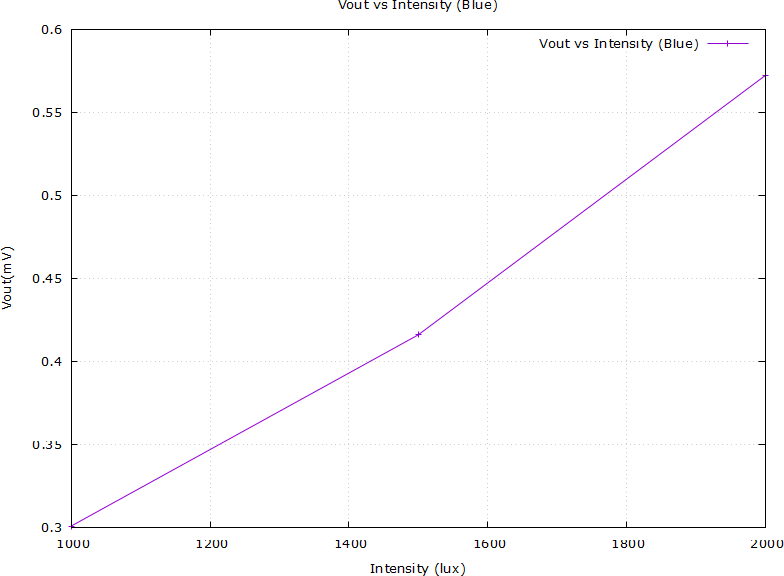 Vout vs Intensity (Blue)
Vout vs Intensity (Blue)
0.6
0.55
0.5
0.45
0.4
0.35
0.3
Vout(mV)
1000 1200 1400 1600 1800 2000
Intensity (lux)